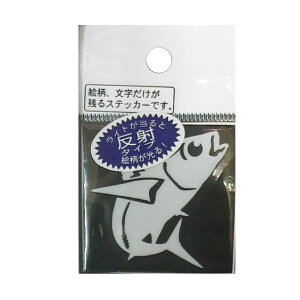 絵柄、文字だけが
残るステッカーです。
ライトが当ると
反射
タイプ
絵柄が光る!